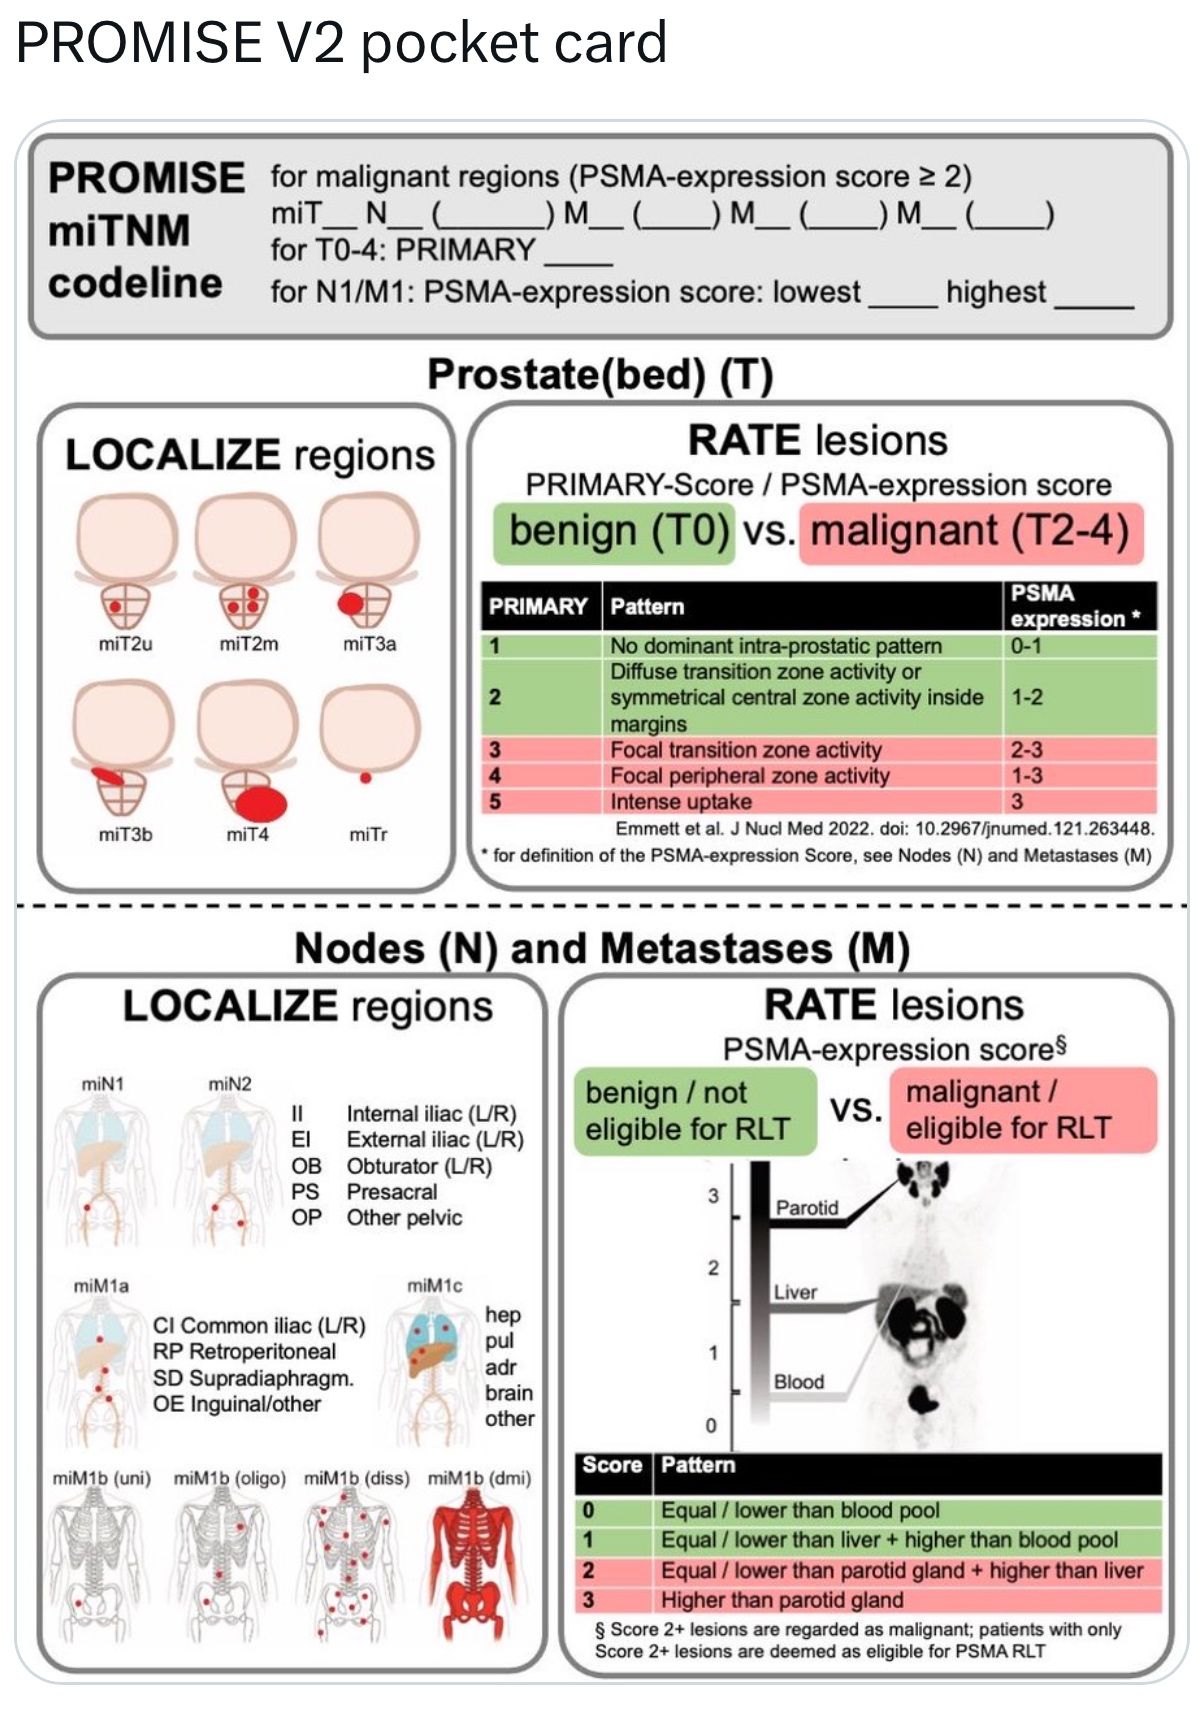 PROMISE V2 pocket card
PROMISE miTNM codeline
for malignant regions (PSMA-expression score ≥ 2)
miT__ N__ (______) M__ (____) M__ (____) M__ (____)
for T0-4: PRIMARY ____
for N1/M1: PSMA-expression score: lowest ____ highest ____
Prostate(bed) (T)
LOCALIZE regions
miT2u miT2m miT3a
miT3b miT4 miTr
RATE lesions
PRIMARY-Score / PSMA-expression score
benign (T0) vs. malignant (T2-4)
PRIMARY Pattern PSMA expression *
1 No dominant intra-prostatic pattern 0-1
2 Diffuse transition zone activity or symmetrical central zone activity inside margins 1-2
3 Focal transition zone activity 2-3
4 Focal peripheral zone activity 1-3
5 Intense uptake 3
Emmett et al. J Nucl Med 2022. doi: 10.2967/jnumed.121.263448.
* for definition of the PSMA-expression Score, see Nodes (N) and Metastases (M)
Nodes (N) and Metastases (M)
LOCALIZE regions
miN1 miN2
II Internal iliac (L/R)
EI External iliac (L/R)
OB Obturator (L/R)
PS Presacral
OP Other pelvic
miM1a
CI Common iliac (L/R)
RP Retroperitoneal
SD Supradiaphragm.
OE Inguinal/other
miM1c
hep
pul
adr
brain
other
miM1b (uni) miM1b (oligo) miM1b (diss) miM1b (dmi)
RATE lesions
PSMA-expression score§
benign / not eligible for RLT
vs.
malignant / eligible for RLT
3
Parotid
2
Liver
1
Blood
0
Score Pattern
0 Equal / lower than blood pool
1 Equal / lower than liver + higher than blood pool
2 Equal / lower than parotid gland + higher than liver
3 Higher than parotid gland
§ Score 2+ lesions are regarded as malignant; patients with only
Score 2+ lesions are deemed as eligible for PSMA RLT